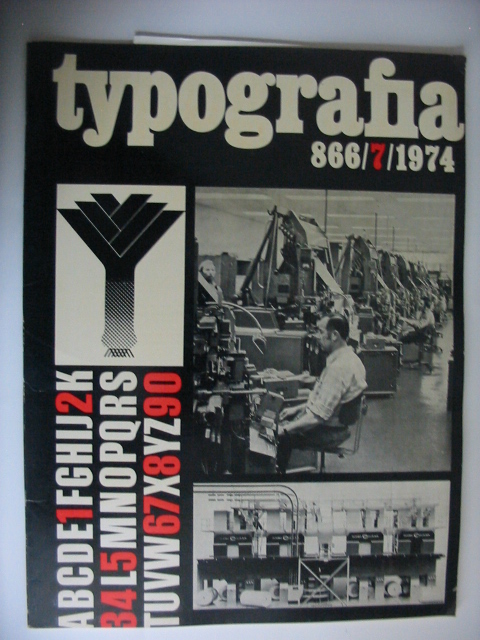 typografia
866/7/1974
ABCDE1FGHIJ2K
34L5MNOPQRS
TUVW67X8YZ90